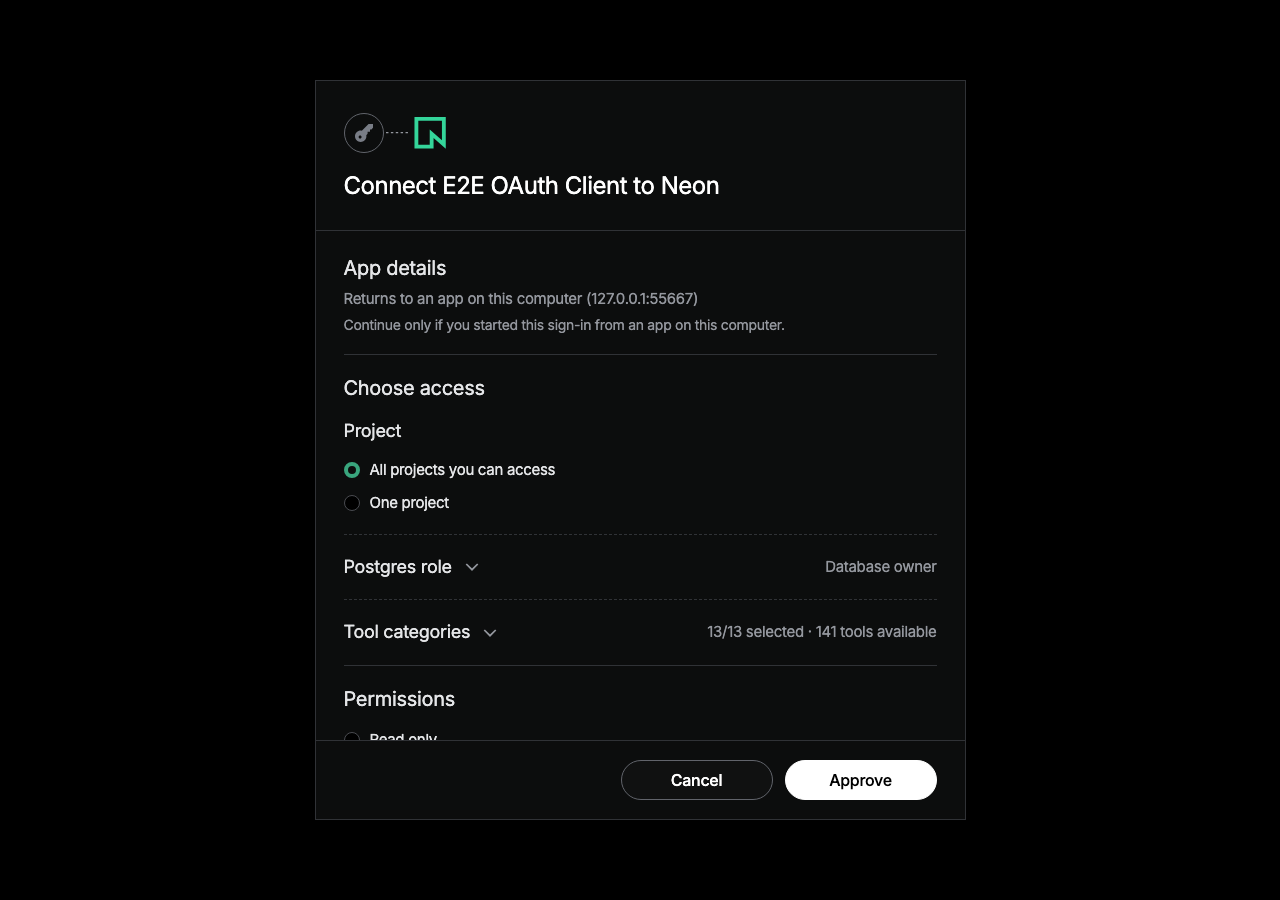 Connect E2E OAuth Client to Neon
App details
Returns to an app on this computer (127.0.0.1:55667)
Continue only if you started this sign-in from an app on this computer.
Choose access
Project
All projects you can access
One project
Postgres role
Database owner
Tool categories
13/13 selected · 141 tools available
Permissions
Read only
Cancel
Approve